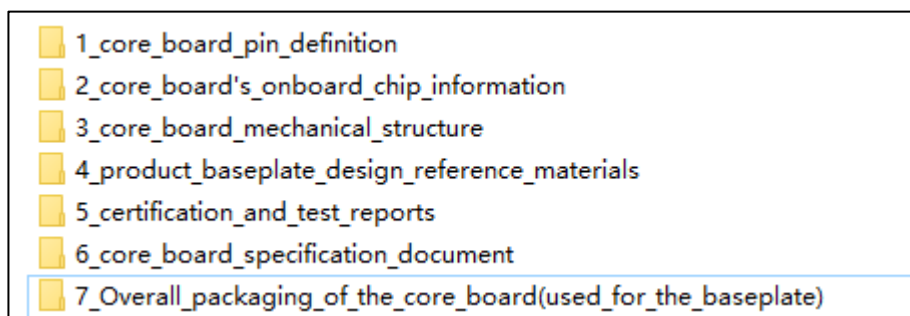 1_core_board_pin_definition
2_core_board's_onboard_chip_information
3_core_board_mechanical_structure
4_product_baseplate_design_reference_materials
5_certification_and_test_reports
6_core_board_specification_document
7_Overall_packaging_of_the_core_board(used_for_the_baseplate)